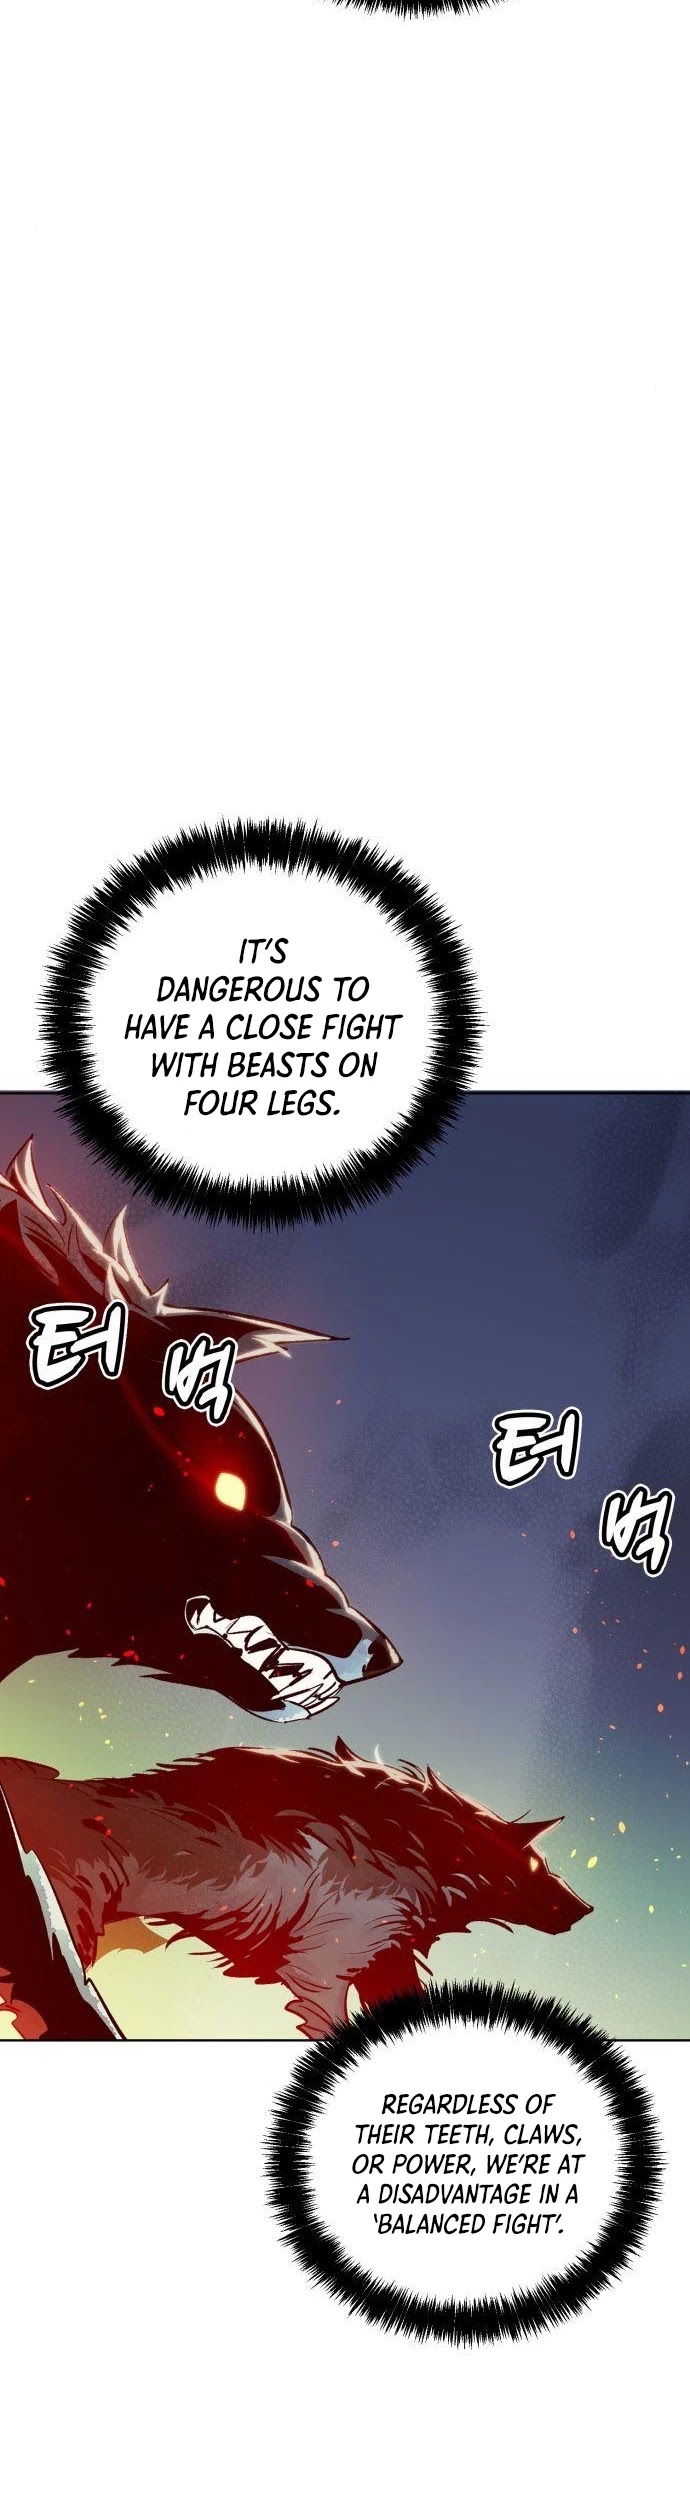 IT'S
DANGEROUS TO
HAVE A CLOSE FIGHT
WITH BEASTS ON
FOUR LEGS.
터
벅
터
벅
REGARDLESS OF
THEIR TEETH, CLAWS,
OR POWER, WE'RE AT
A DISADVANTAGE IN A
'BALANCED FIGHT'.